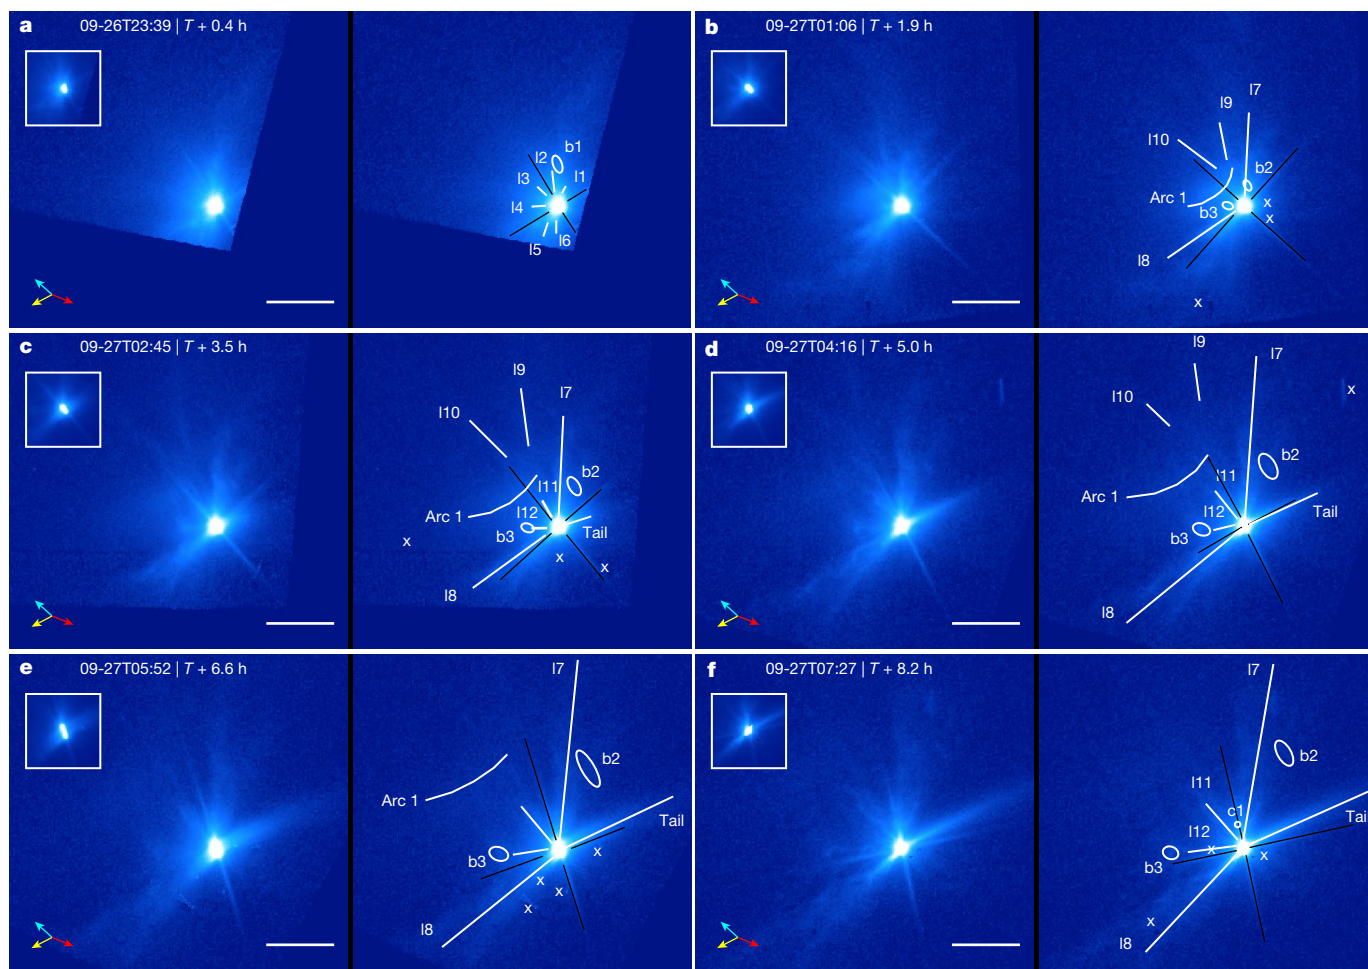 a 09-26T23:39 | T + 0.4 h
b1
l2
l1
l3
l4
l5
l6
b 09-27T01:06 | T + 1.9 h
l7
l9
l10
b2
Arc 1
b3
x
x
l8
x
c 09-27T02:45 | T + 3.5 h
l9
l7
l10
b2
l11
Arc 1
l12
b3
Tail
x
x
x
l8
d 09-27T04:16 | T + 5.0 h
l9
l7
x
l10
b2
l11
Arc 1
l12
Tail
b3
l8
e 09-27T05:52 | T + 6.6 h
l7
b2
Arc 1
Tail
b3
x
x
x
x
l8
f 09-27T07:27 | T + 8.2 h
l7
b2
l11
c1
Tai
l12
x
x
b3
x
l8